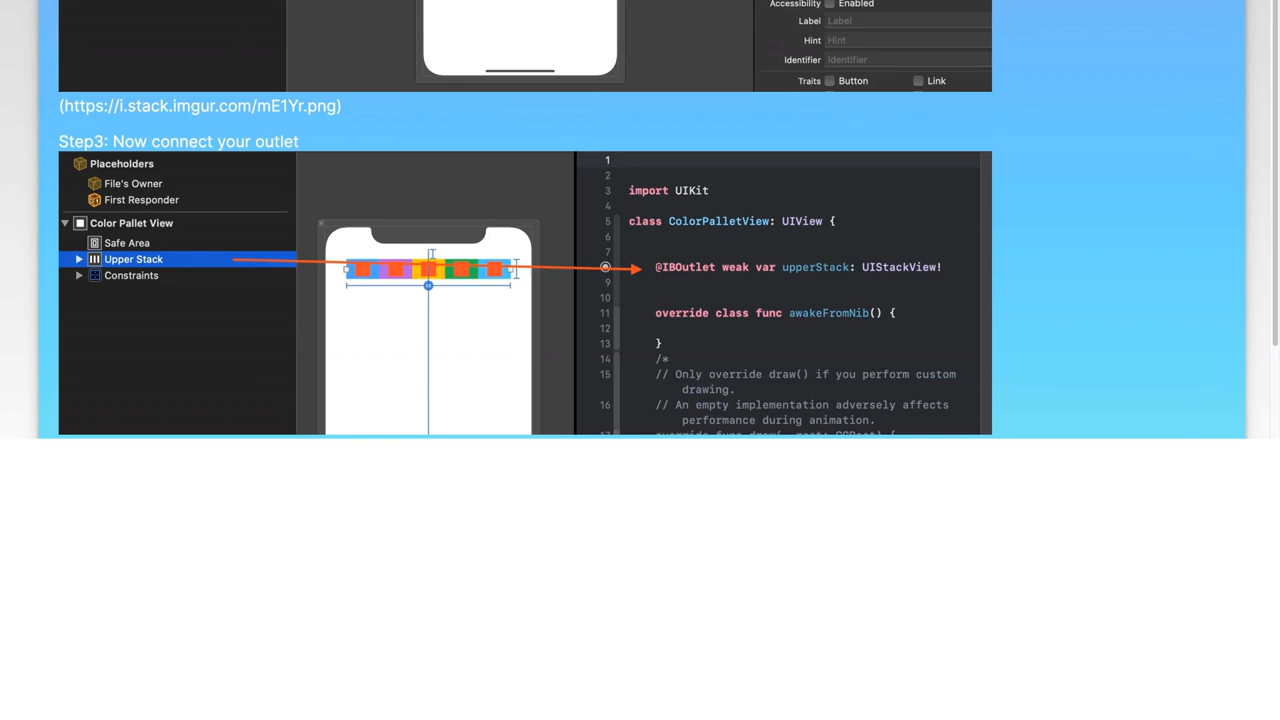 Accessibility Enabled
Label Label
Hint Hint
Identifier Identifier
Traits Button Link
(https://i.stack.imgur.com/mE1Yr.png)
Step3: Now connect your outlet
Placeholders
File's Owner
First Responder
Color Pallet View
Safe Area
Upper Stack
Constraints
1
2
3 import UIKit
4
5 class ColorPalletView: UIView {
6
7
@IBOutlet weak var upperStack: UIStackView!
9
10
11 override class func awakeFromNib() {
12
13 }
14 /*
15 // Only override draw() if you perform custom
drawing.
16 // An empty implementation adversely affects
performance during animation.